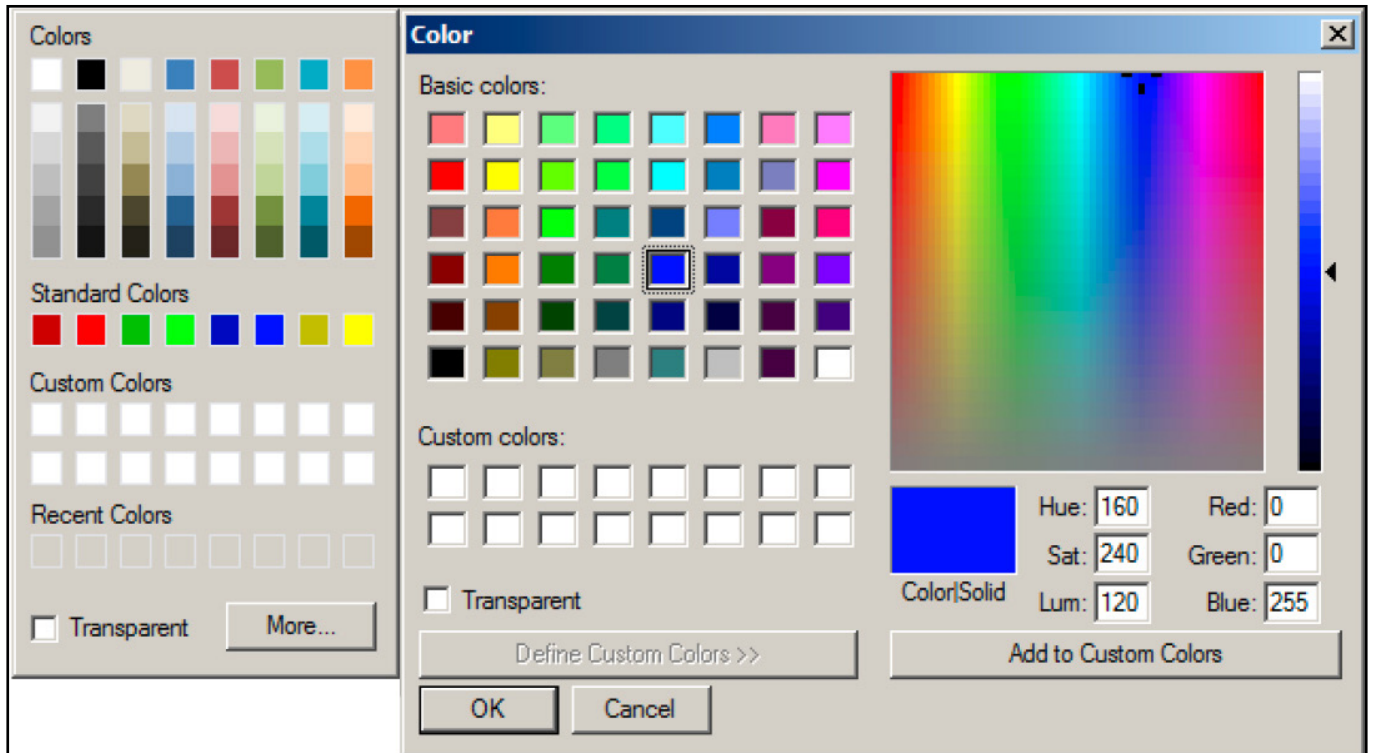 Colors
Standard Colors
Custom Colors
Recent Colors
Transparent
More...
Color
Basic colors:
Custom colors:
Transparent
Define Custom Colors >>
OK
Cancel
Color|Solid
Hue: 160
Sat: 240
Lum: 120
Red: 0
Green: 0
Blue: 255
Add to Custom Colors